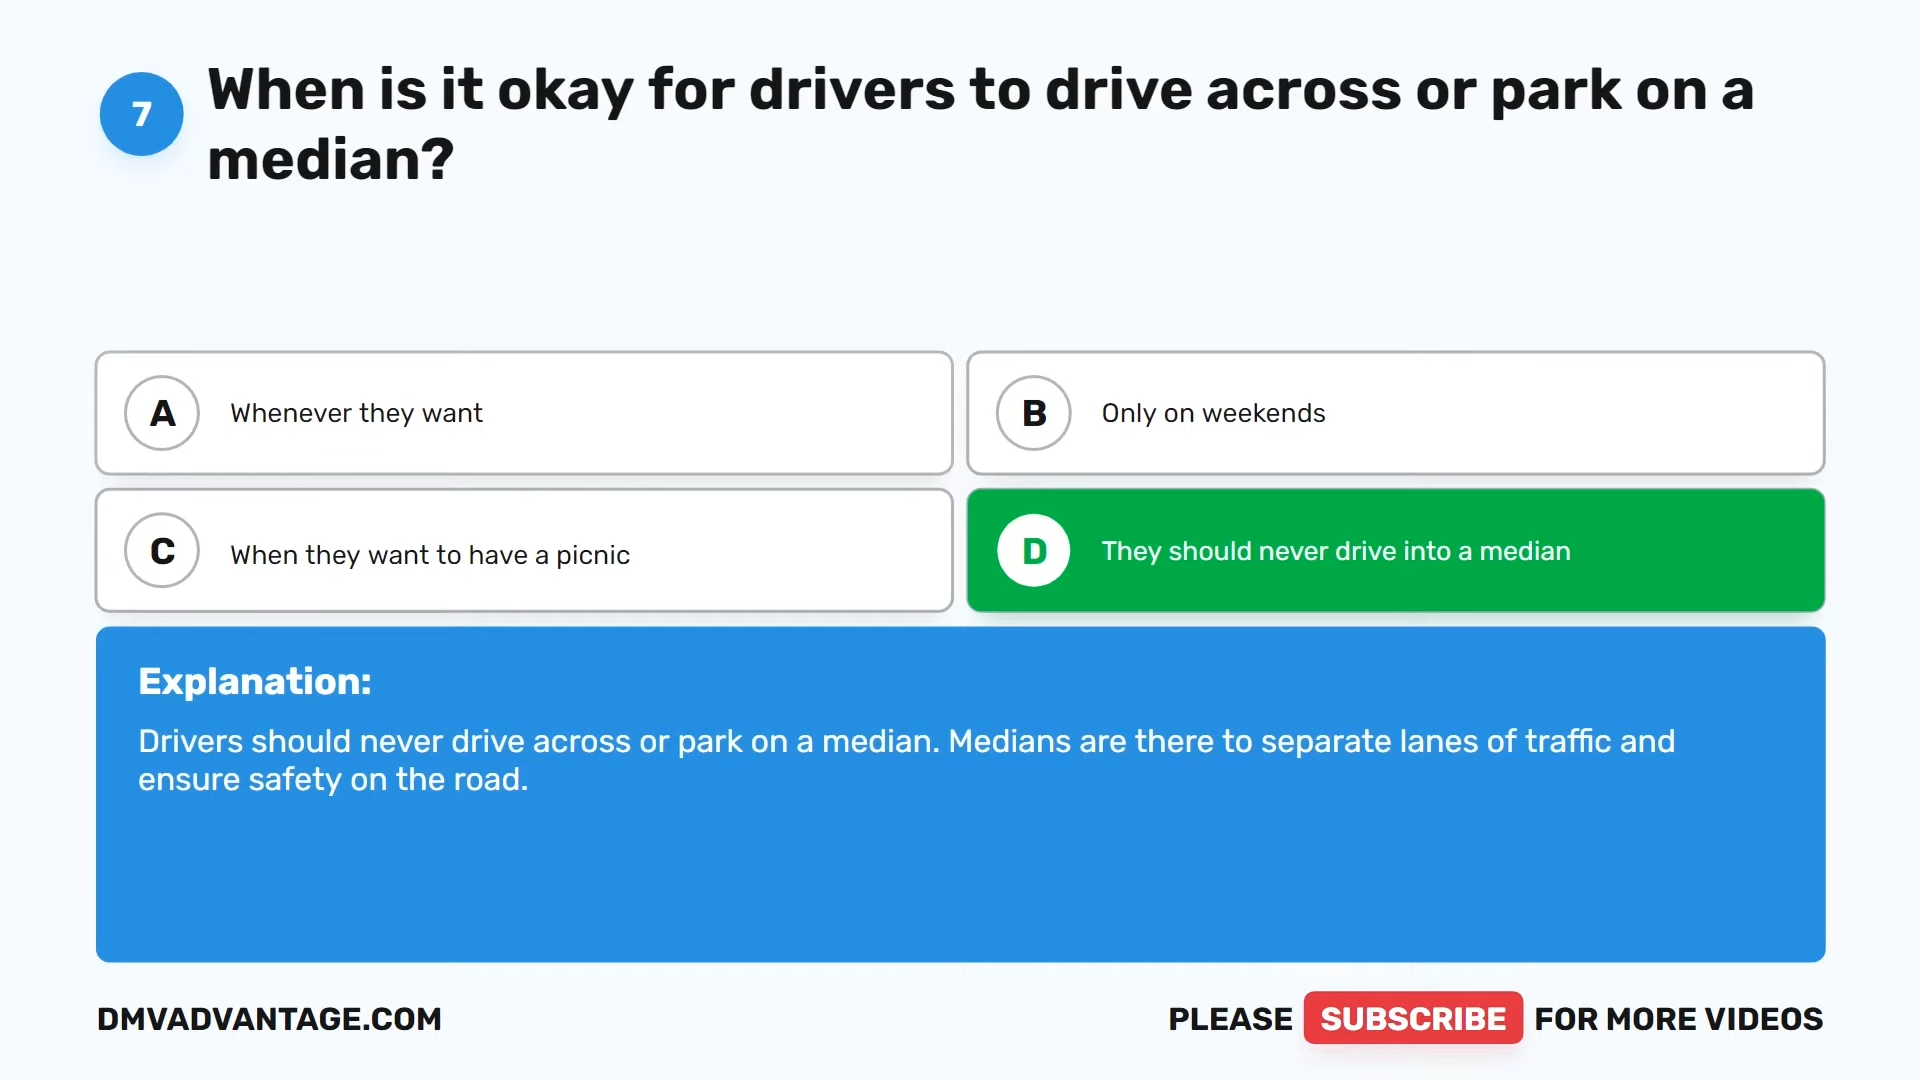 7
When is it okay for drivers to drive across or park on a
median?
A
Whenever they want
B
Only on weekends
C
When they want to have a picnic
D
They should never drive into a median
Explanation:
Drivers should never drive across or park on a median. Medians are there to separate lanes of traffic and
ensure safety on the road.
DMVADVANTAGE.COM
PLEASE SUBSCRIBE FOR MORE VIDEOS